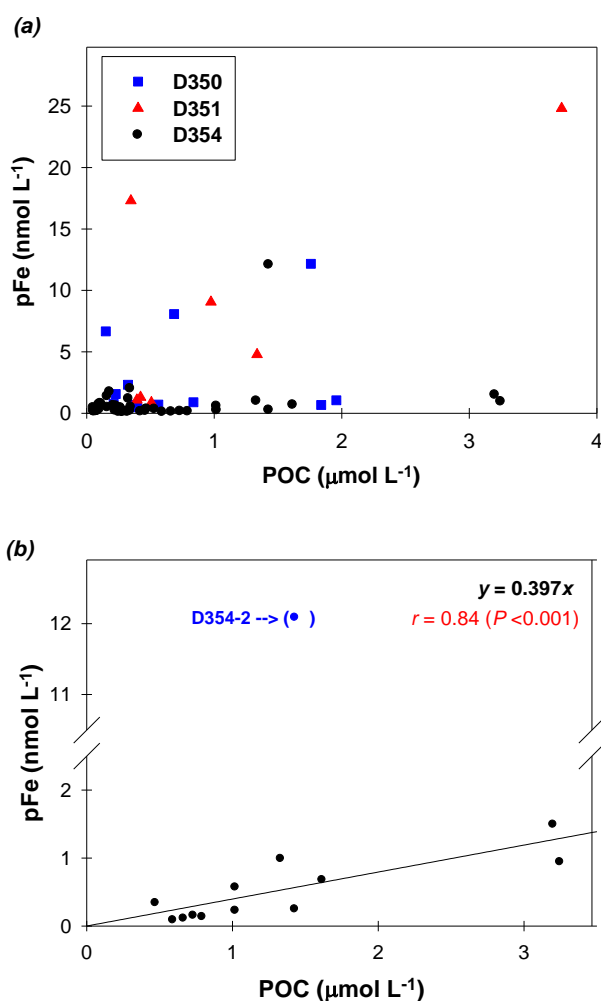 (a)
D350
D351
D354
25
20
15
10
5
0
pFe (nmol L⁻¹)
0 1 2 3 4
POC (μmol L⁻¹)
(b)
y = 0.397x
D354-2 --> ( )
r = 0.84 (P <0.001)
12
11
2
1
0
pFe (nmol L⁻¹)
0 1 2 3
POC (μmol L⁻¹)